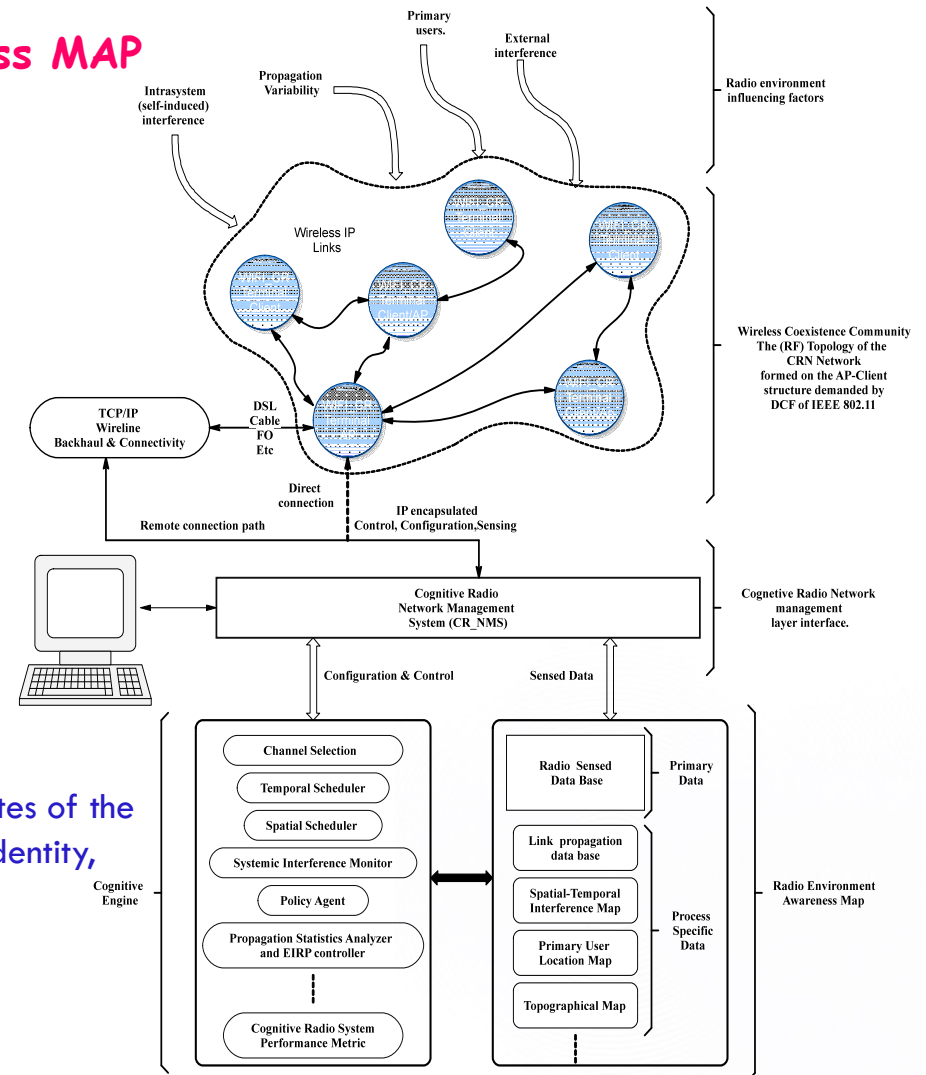 ss MAP
Primary
users.
External
interference
Propagation
Variability
Intrasystem
(self-induced)
interference
Radio environment
influencing factors
Wireless IP
Links
Terminal
Client
Terminal
Client/AP
Client
Terminal
Wireless Coexistence Community
The (RF) Topology of the
CRN Network
formed on the AP-Client
structure demanded by
DCF of IEEE 802.11
TCP/IP
Wireline
Backhaul & Connectivity
DSL
Cable
FO
Etc
Direct
connection
Remote connection path
IP encapsulated
Control, Configuration,Sensing
Cognitive Radio
Network Management
System (CR_NMS)
Cognetive Radio Network
management
layer interface.
Configuration & Control
Sensed Data
Channel Selection
Temporal Scheduler
Spatial Scheduler
Systemic Interference Monitor
Policy Agent
Propagation Statistics Analyzer
and EIRP controller
Cognitive Radio System
Performance Metric
Radio Sensed
Data Base
Primary
Data
Link propagation
data base
Spatial-Temporal
Interference Map
Primary User
Location Map
Topographical Map
Process
Specific
Data
tes of the
dentity,
Cognitive
Engine
Radio Environment
Awareness Map